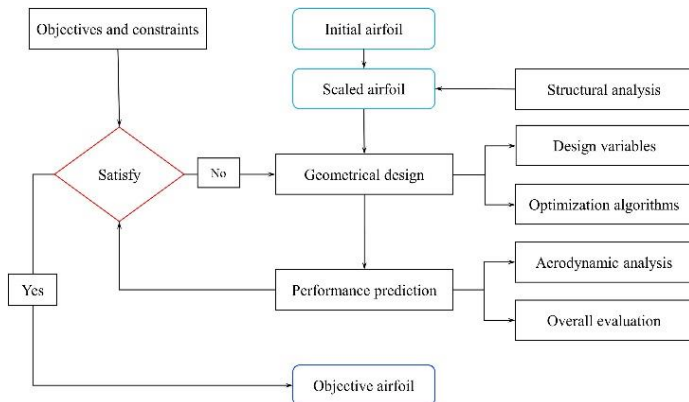 Objectives and constraints
Initial airfoil
Scaled airfoil
Structural analysis
Satisfy
No
Geometrical design
Design variables
Optimization algorithms
Yes
Performance prediction
Aerodynamic analysis
Overall evaluation
Objective airfoil